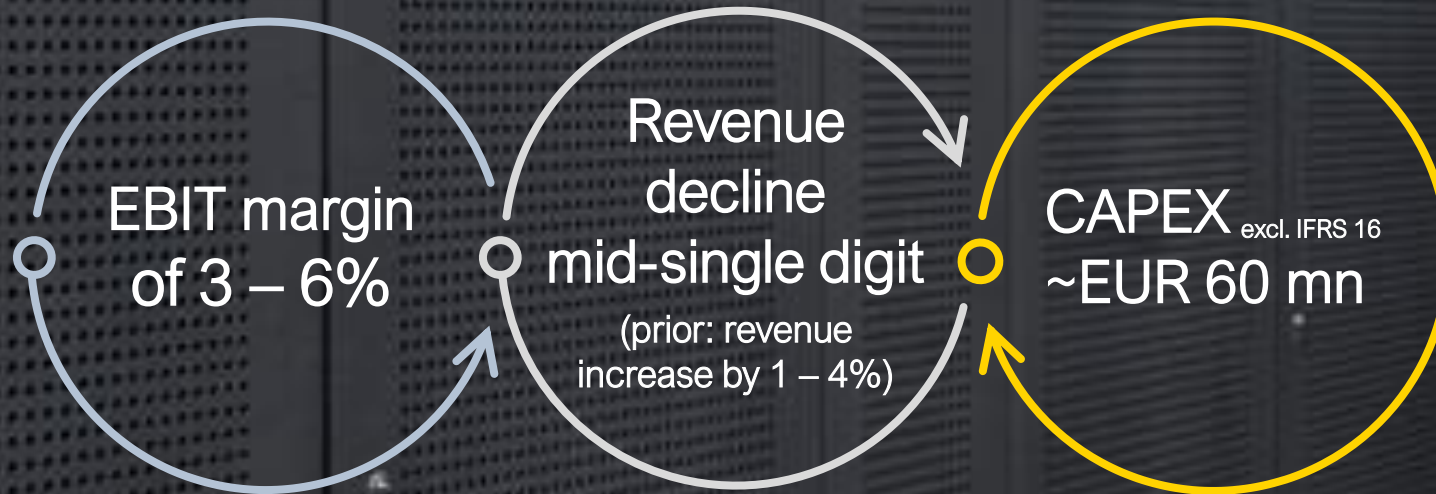 EBIT margin
of 3 – 6%
Revenue
decline
mid-single digit
(prior: revenue
increase by 1 – 4%)
CAPEX excl. IFRS 16
~EUR 60 mn